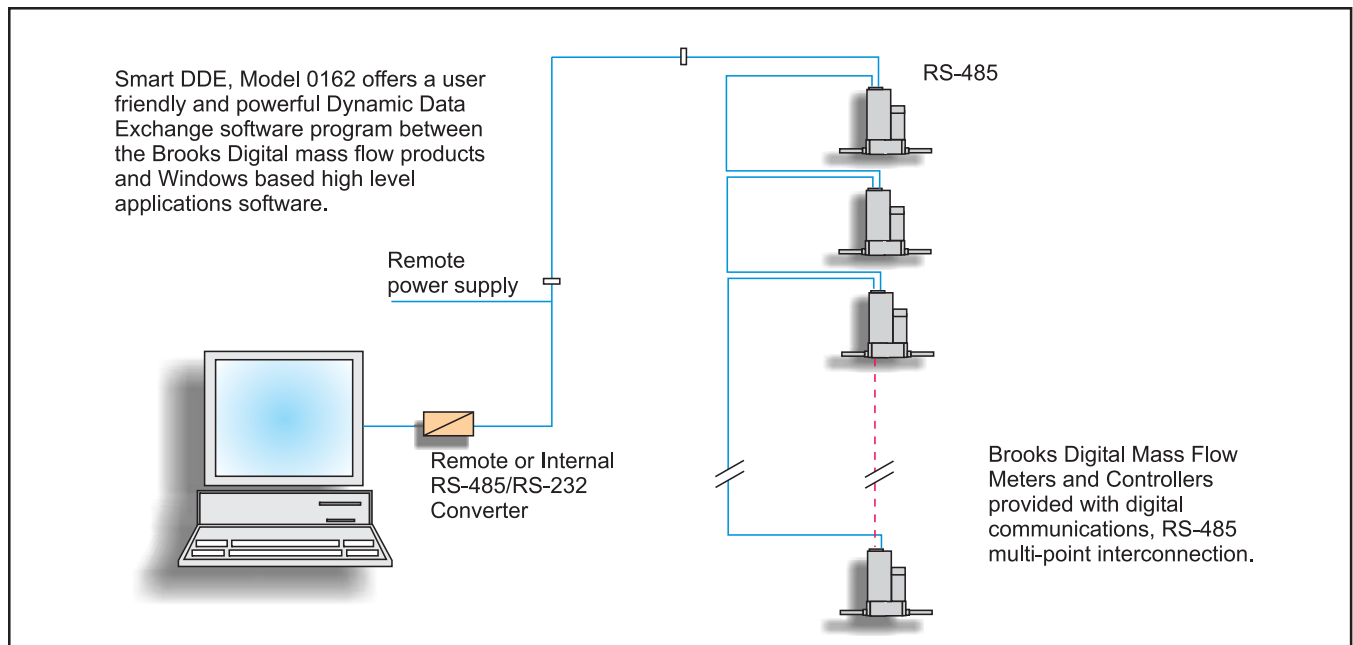 Smart DDE, Model 0162 offers a user
friendly and powerful Dynamic Data
Exchange software program between
the Brooks Digital mass flow products
and Windows based high level
applications software.
RS-485
Remote
power supply
Remote or Internal
RS-485/RS-232
Converter
Brooks Digital Mass Flow
Meters and Controllers
provided with digital
communications, RS-485
multi-point interconnection.